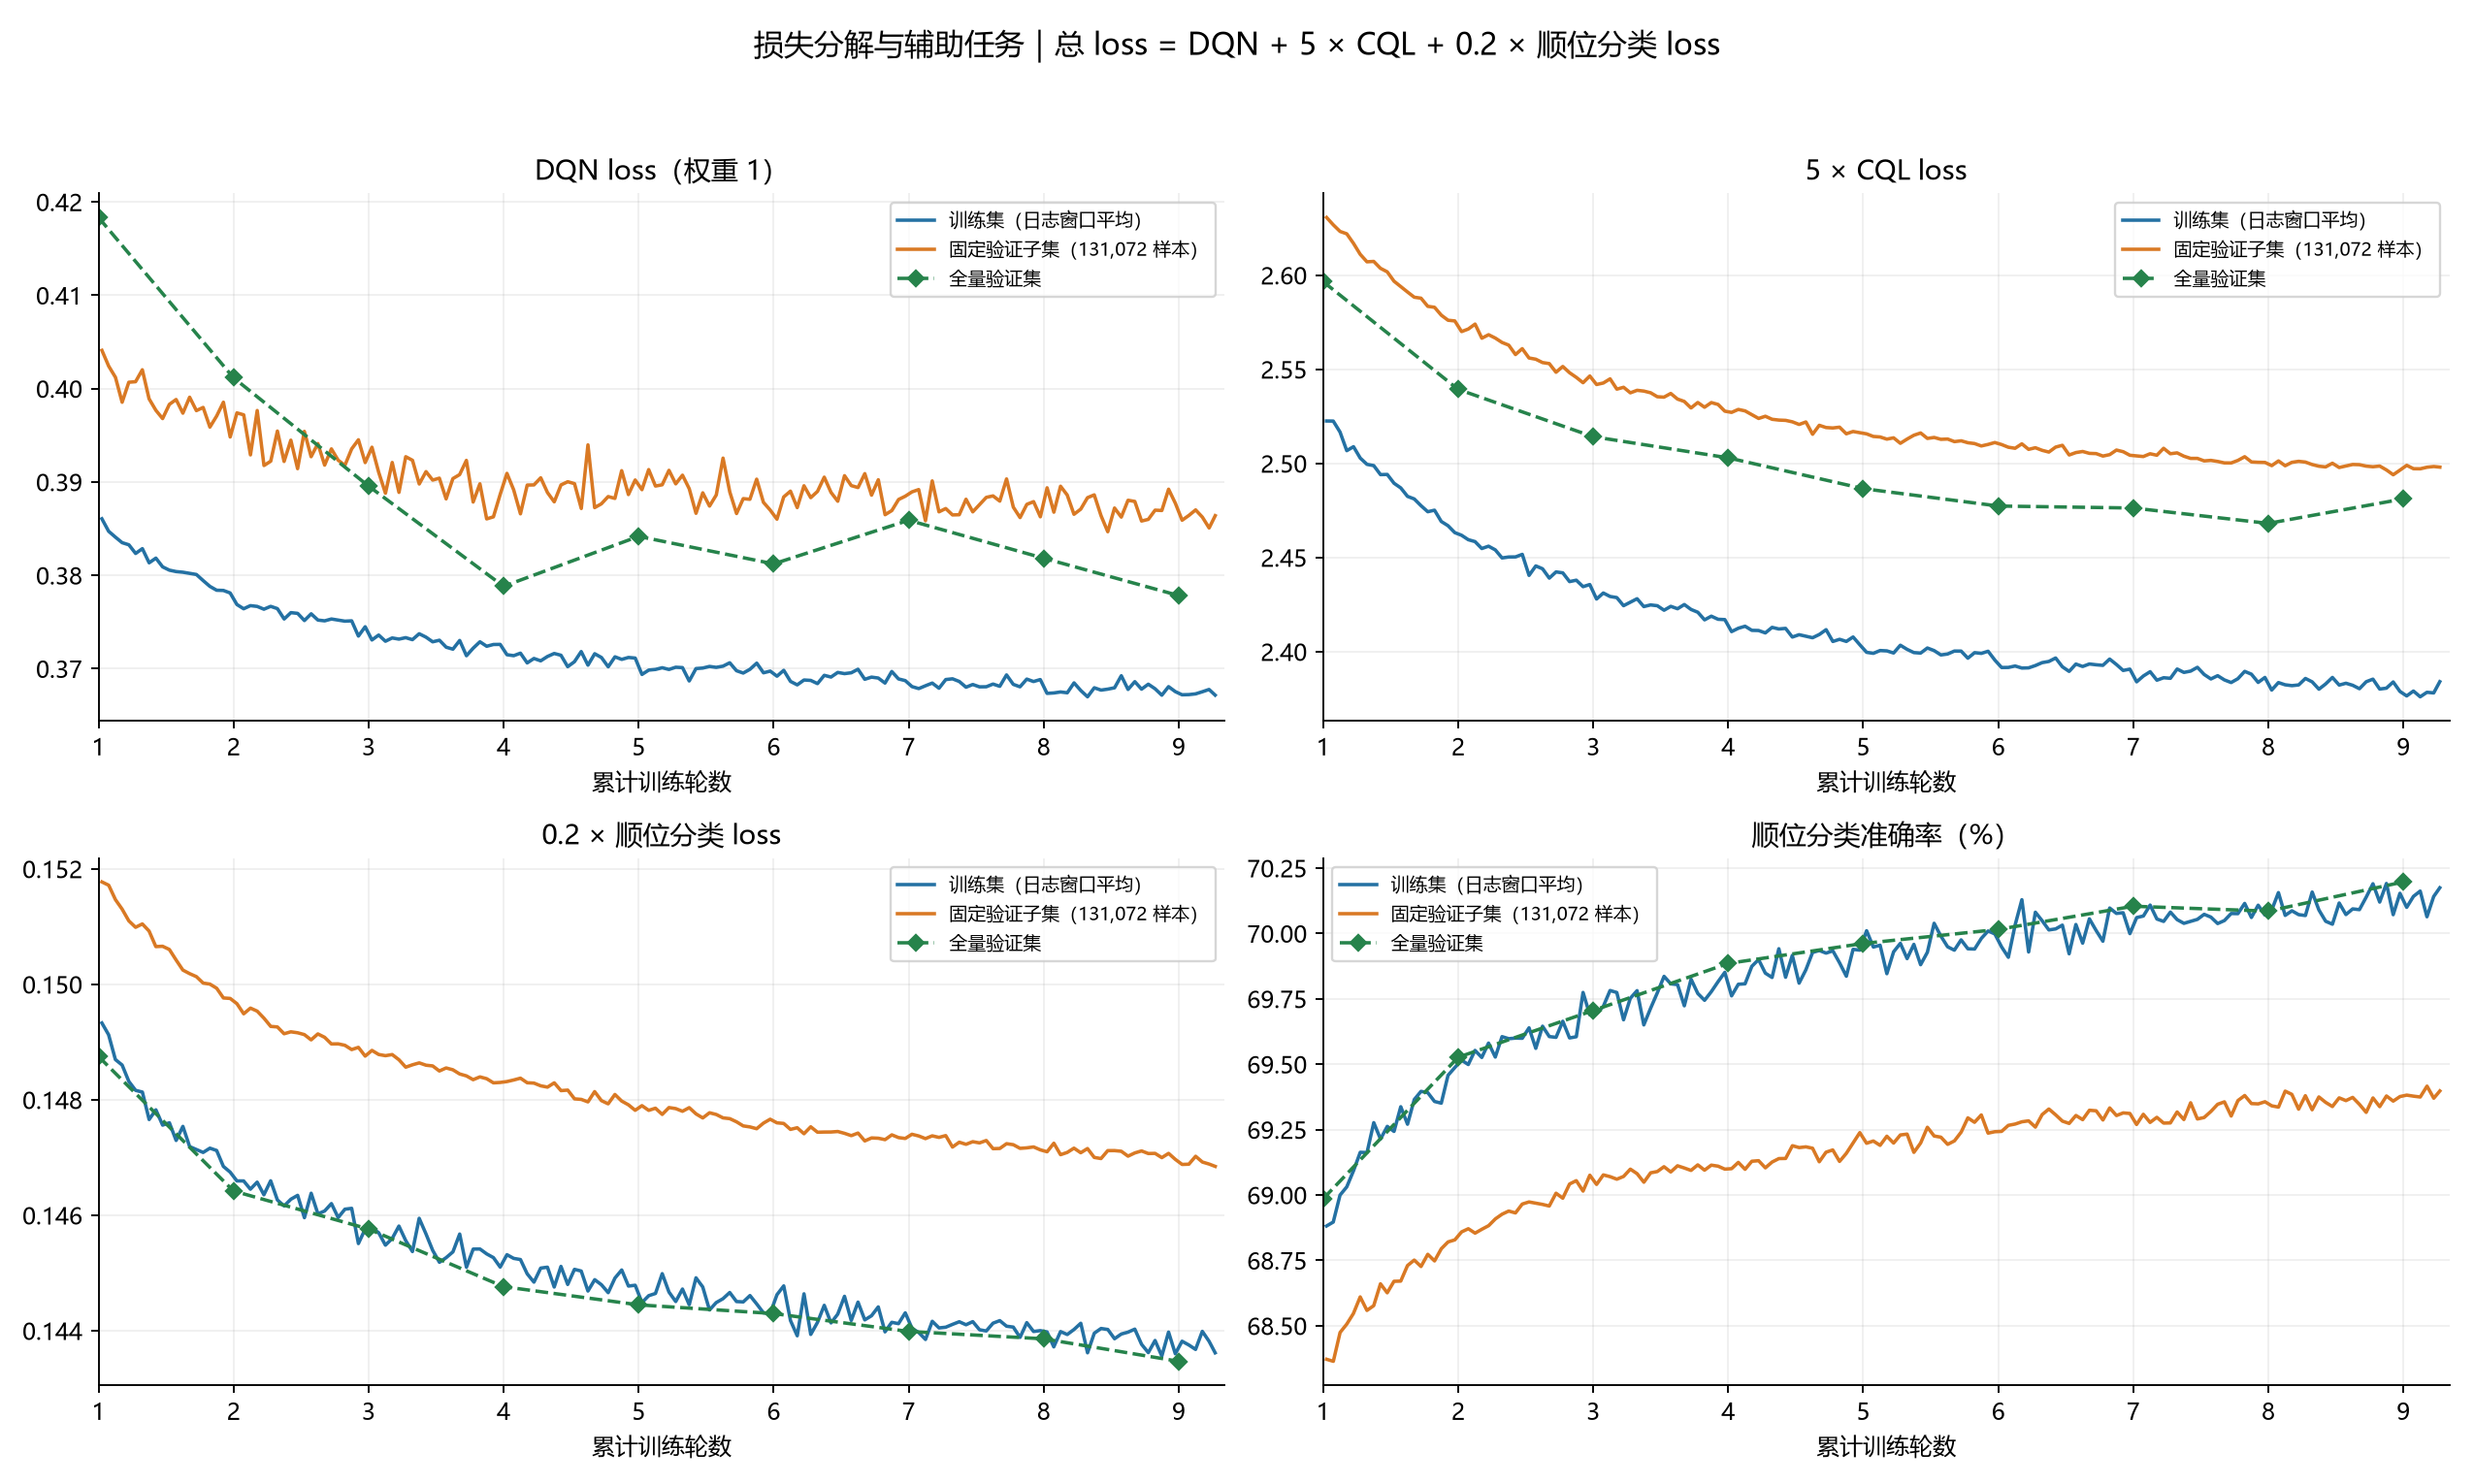 损失分解与辅助任务 | 总 loss = DQN + 5 × CQL + 0.2 × 顺位分类 loss
DQN loss（权重 1）
0.42
0.41
0.40
0.39
0.38
0.37
训练集（日志窗口平均）
固定验证子集（131,072 样本）
全量验证集
1 2 3 4 5 6 7 8 9
累计训练轮数
5 × CQL loss
2.60
2.55
2.50
2.45
2.40
训练集（日志窗口平均）
固定验证子集（131,072 样本）
全量验证集
1 2 3 4 5 6 7 8 9
累计训练轮数
0.2 × 顺位分类 loss
0.152
0.150
0.148
0.146
0.144
训练集（日志窗口平均）
固定验证子集（131,072 样本）
全量验证集
1 2 3 4 5 6 7 8 9
累计训练轮数
顺位分类准确率（%）
70.25
70.00
69.75
69.50
69.25
69.00
68.75
68.50
训练集（日志窗口平均）
固定验证子集（131,072 样本）
全量验证集
1 2 3 4 5 6 7 8 9
累计训练轮数